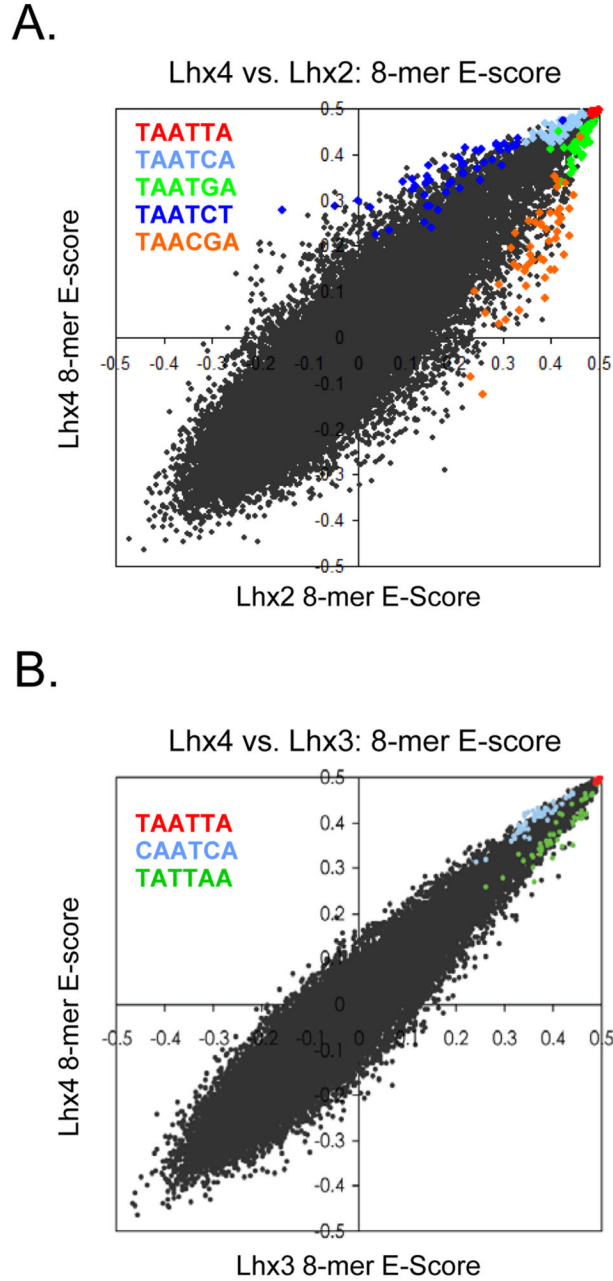 A.
Lhx4 vs. Lhx2: 8-mer E-score
TAATTA
TAATCA
TAATGA
TAATCT
TAACGA
0.5
0.4
0.3
0.2
0.1
0
-0.5 -0.4 -0.3 -0.2 -0.1 0 0.1 0.2 0.3 0.4 0.5
-0.1
-0.2
-0.3
-0.4
-0.5
Lhx4 8-mer E-score
Lhx2 8-mer E-Score
B.
Lhx4 vs. Lhx3: 8-mer E-score
TAATTA
CAATCA
TATTAA
0.5
0.4
0.3
0.2
0.1
0
-0.5 -0.4 -0.3 -0.2 -0.1 0 0.1 0.2 0.3 0.4 0.5
-0.1
-0.2
-0.3
-0.4
-0.5
Lhx4 8-mer E-score
Lhx3 8-mer E-Score